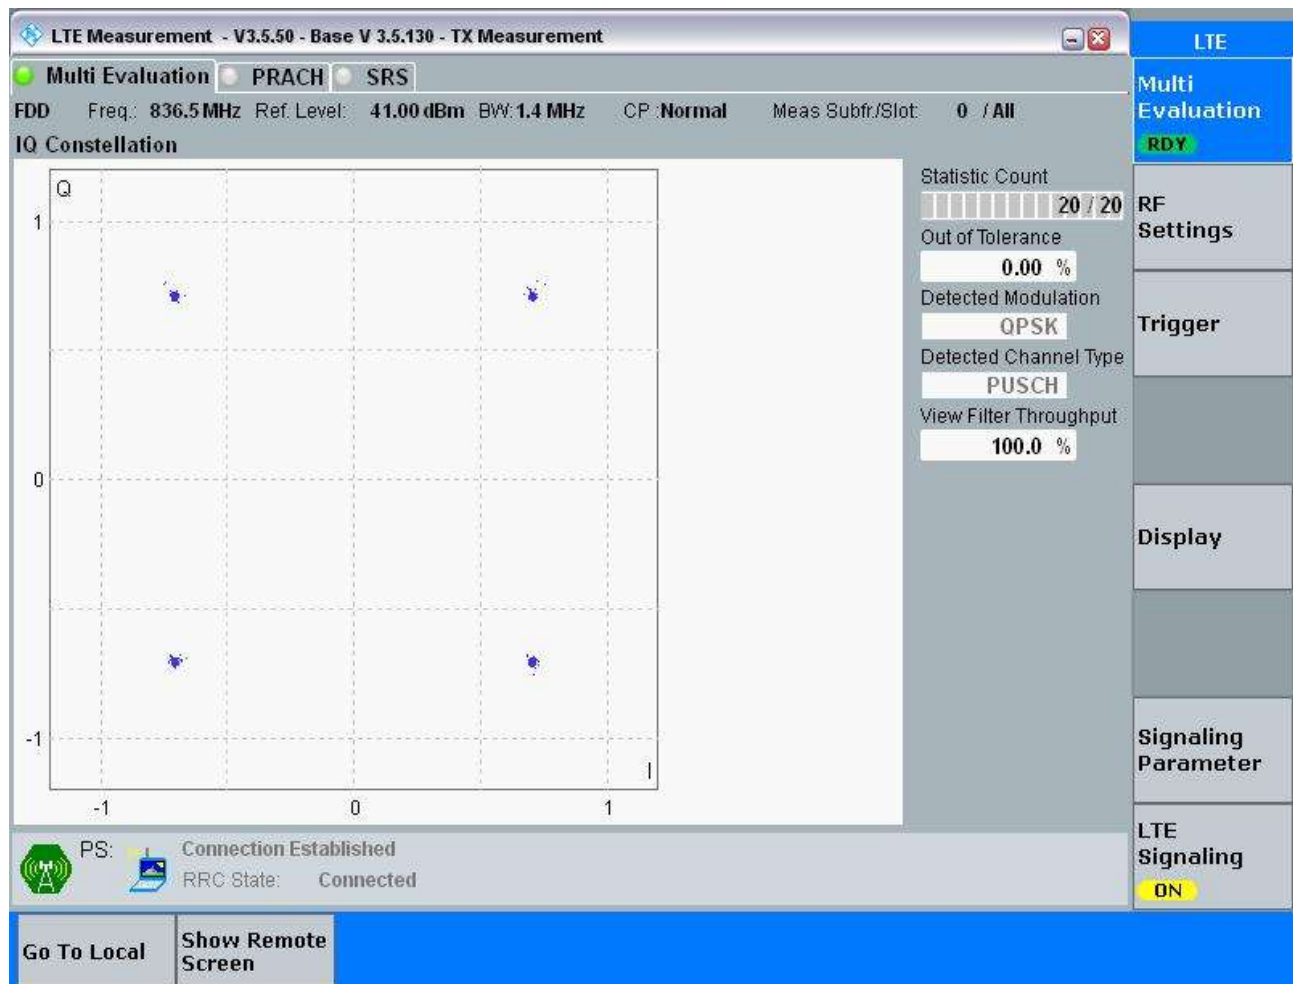 LTE Measurement - V3.5.50 - Base V 3.5.130 - TX Measurement
LTE
Multi Evaluation PRACH SRS
FDD Freq.: 836.5 MHz Ref. Level: 41.00 dBm BW: 1.4 MHz CP :Normal Meas Subfr./Slot: 0 / All
IQ Constellation
Q
1
0
-1
I
-1 0 1
Statistic Count
20 / 20
Out of Tolerance
0.00 %
Detected Modulation
QPSK
Detected Channel Type
PUSCH
View Filter Throughput
100.0 %
Multi
Evaluation
RDY
RF
Settings
Trigger
Display
Signaling
Parameter
LTE
Signaling
ON
PS: Connection Established
RRC State: Connected
Go To Local
Show Remote
Screen